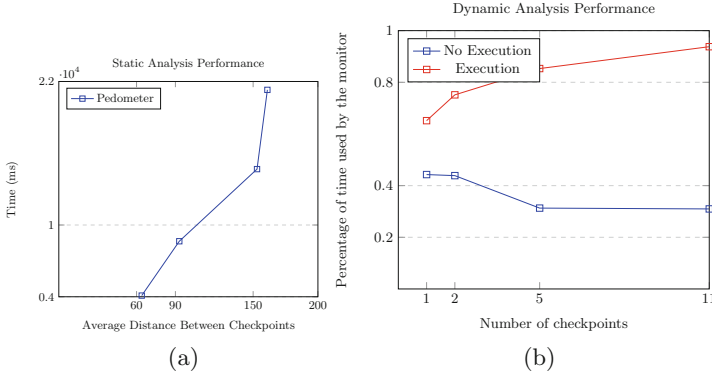 Static Analysis Performance
·10⁴
2.2
1
0.4
Time (ms)
Pedometer
60 90 150 200
Average Distance Between Checkpoints
(a)
Dynamic Analysis Performance
1
0.8
0.4
0.2
Percentage of time used by the monitor
No Execution
Execution
1 2 5 11
Number of checkpoints
(b)